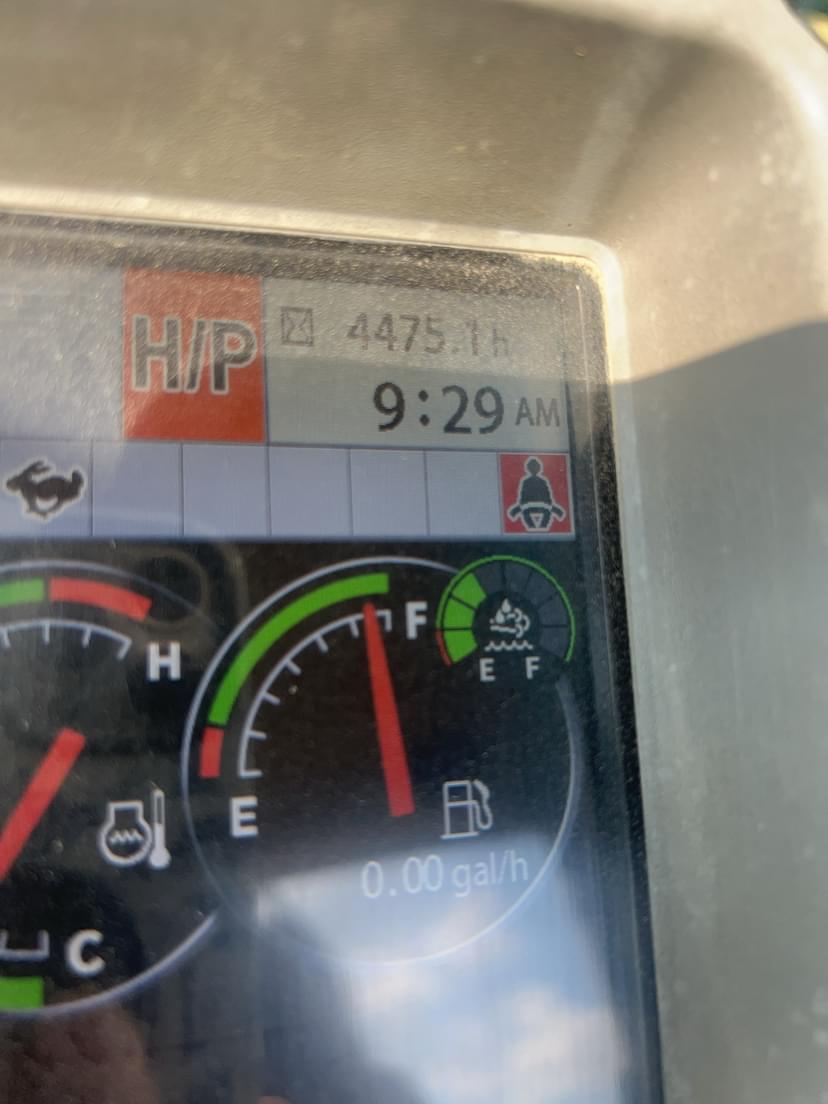 H/P
4475.1h
9:29 AM
H
F
E F
E
0.00 gal/h
C